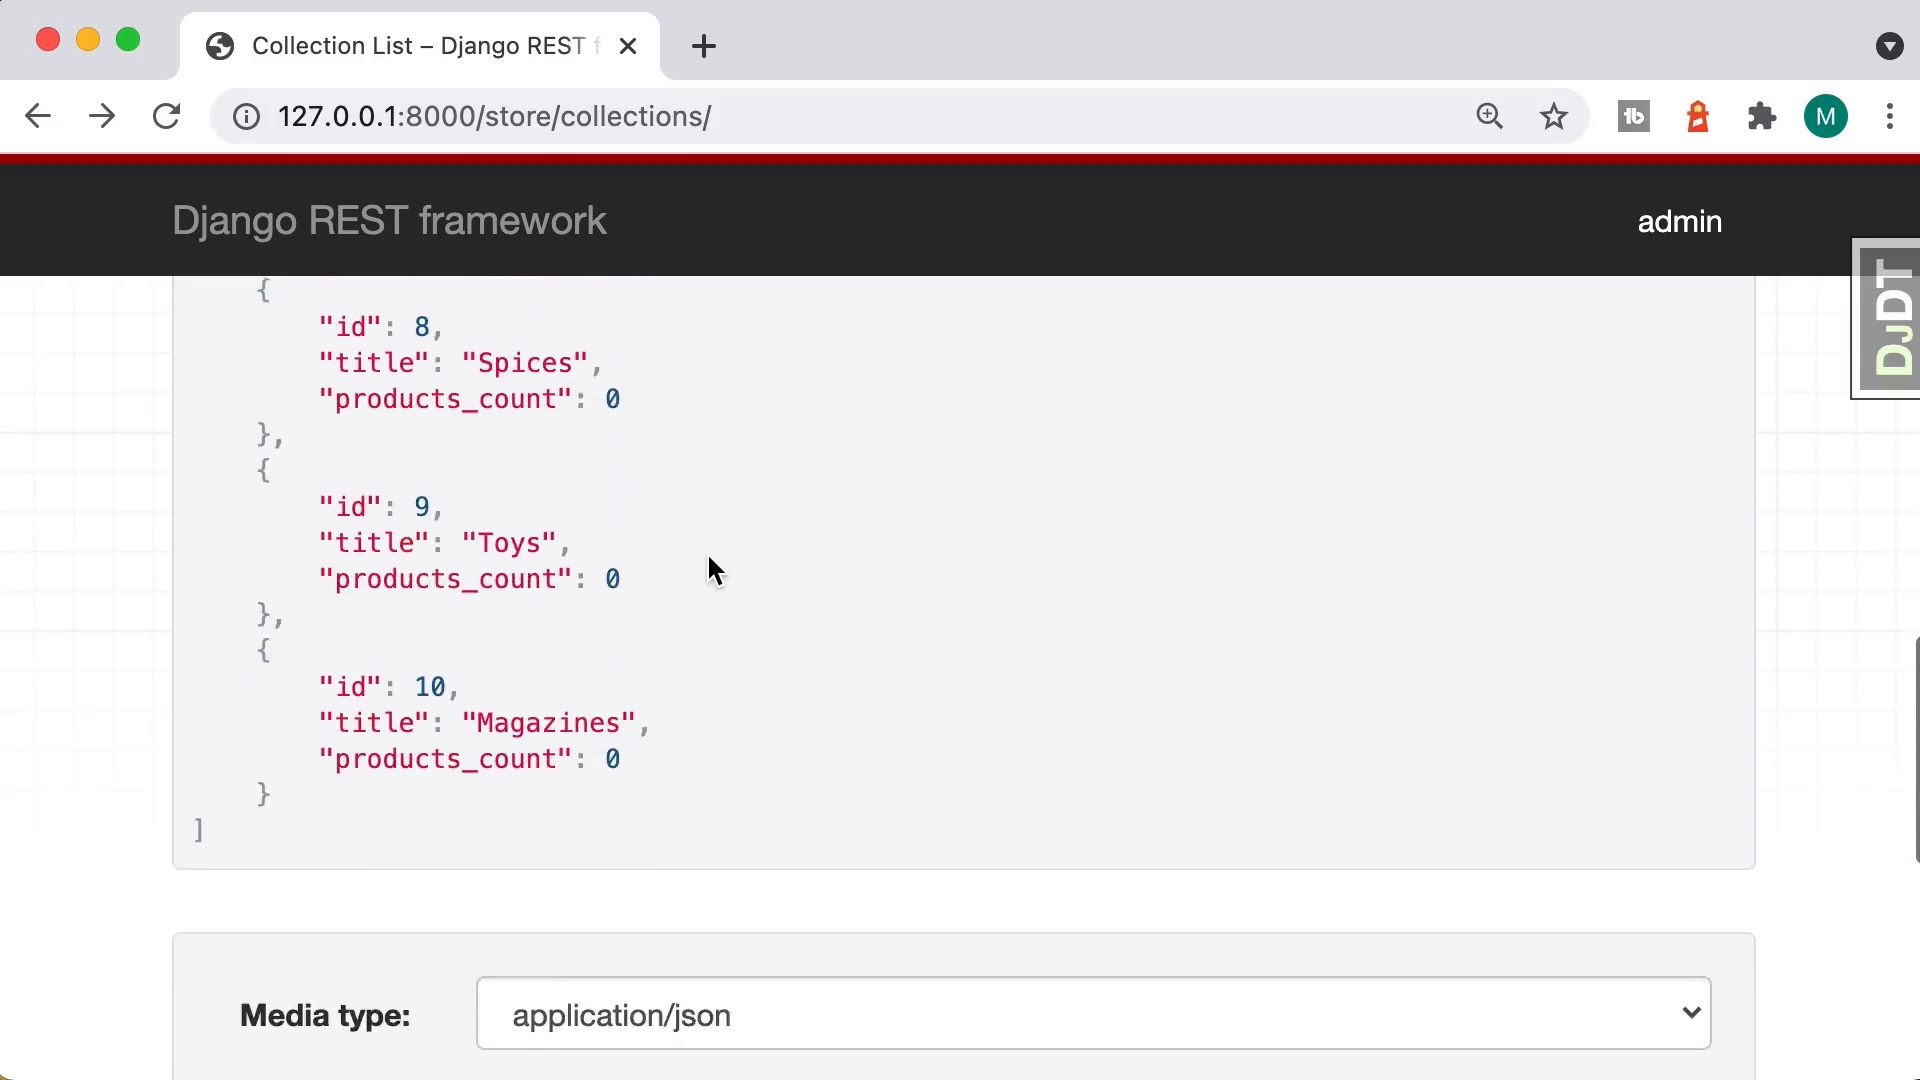 Collection List – Django REST f
127.0.0.1:8000/store/collections/
M
Django REST framework
admin
DJDT
{
"id": 8,
"title": "Spices",
"products_count": 0
},
{
"id": 9,
"title": "Toys",
"products_count": 0
},
{
"id": 10,
"title": "Magazines",
"products_count": 0
}
]
Media type:
application/json